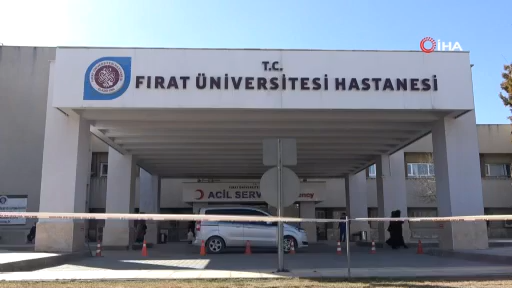 İHA
T.C.
FIRAT ÜNİVERSİTESİ HASTANESİ
ACİL SERV